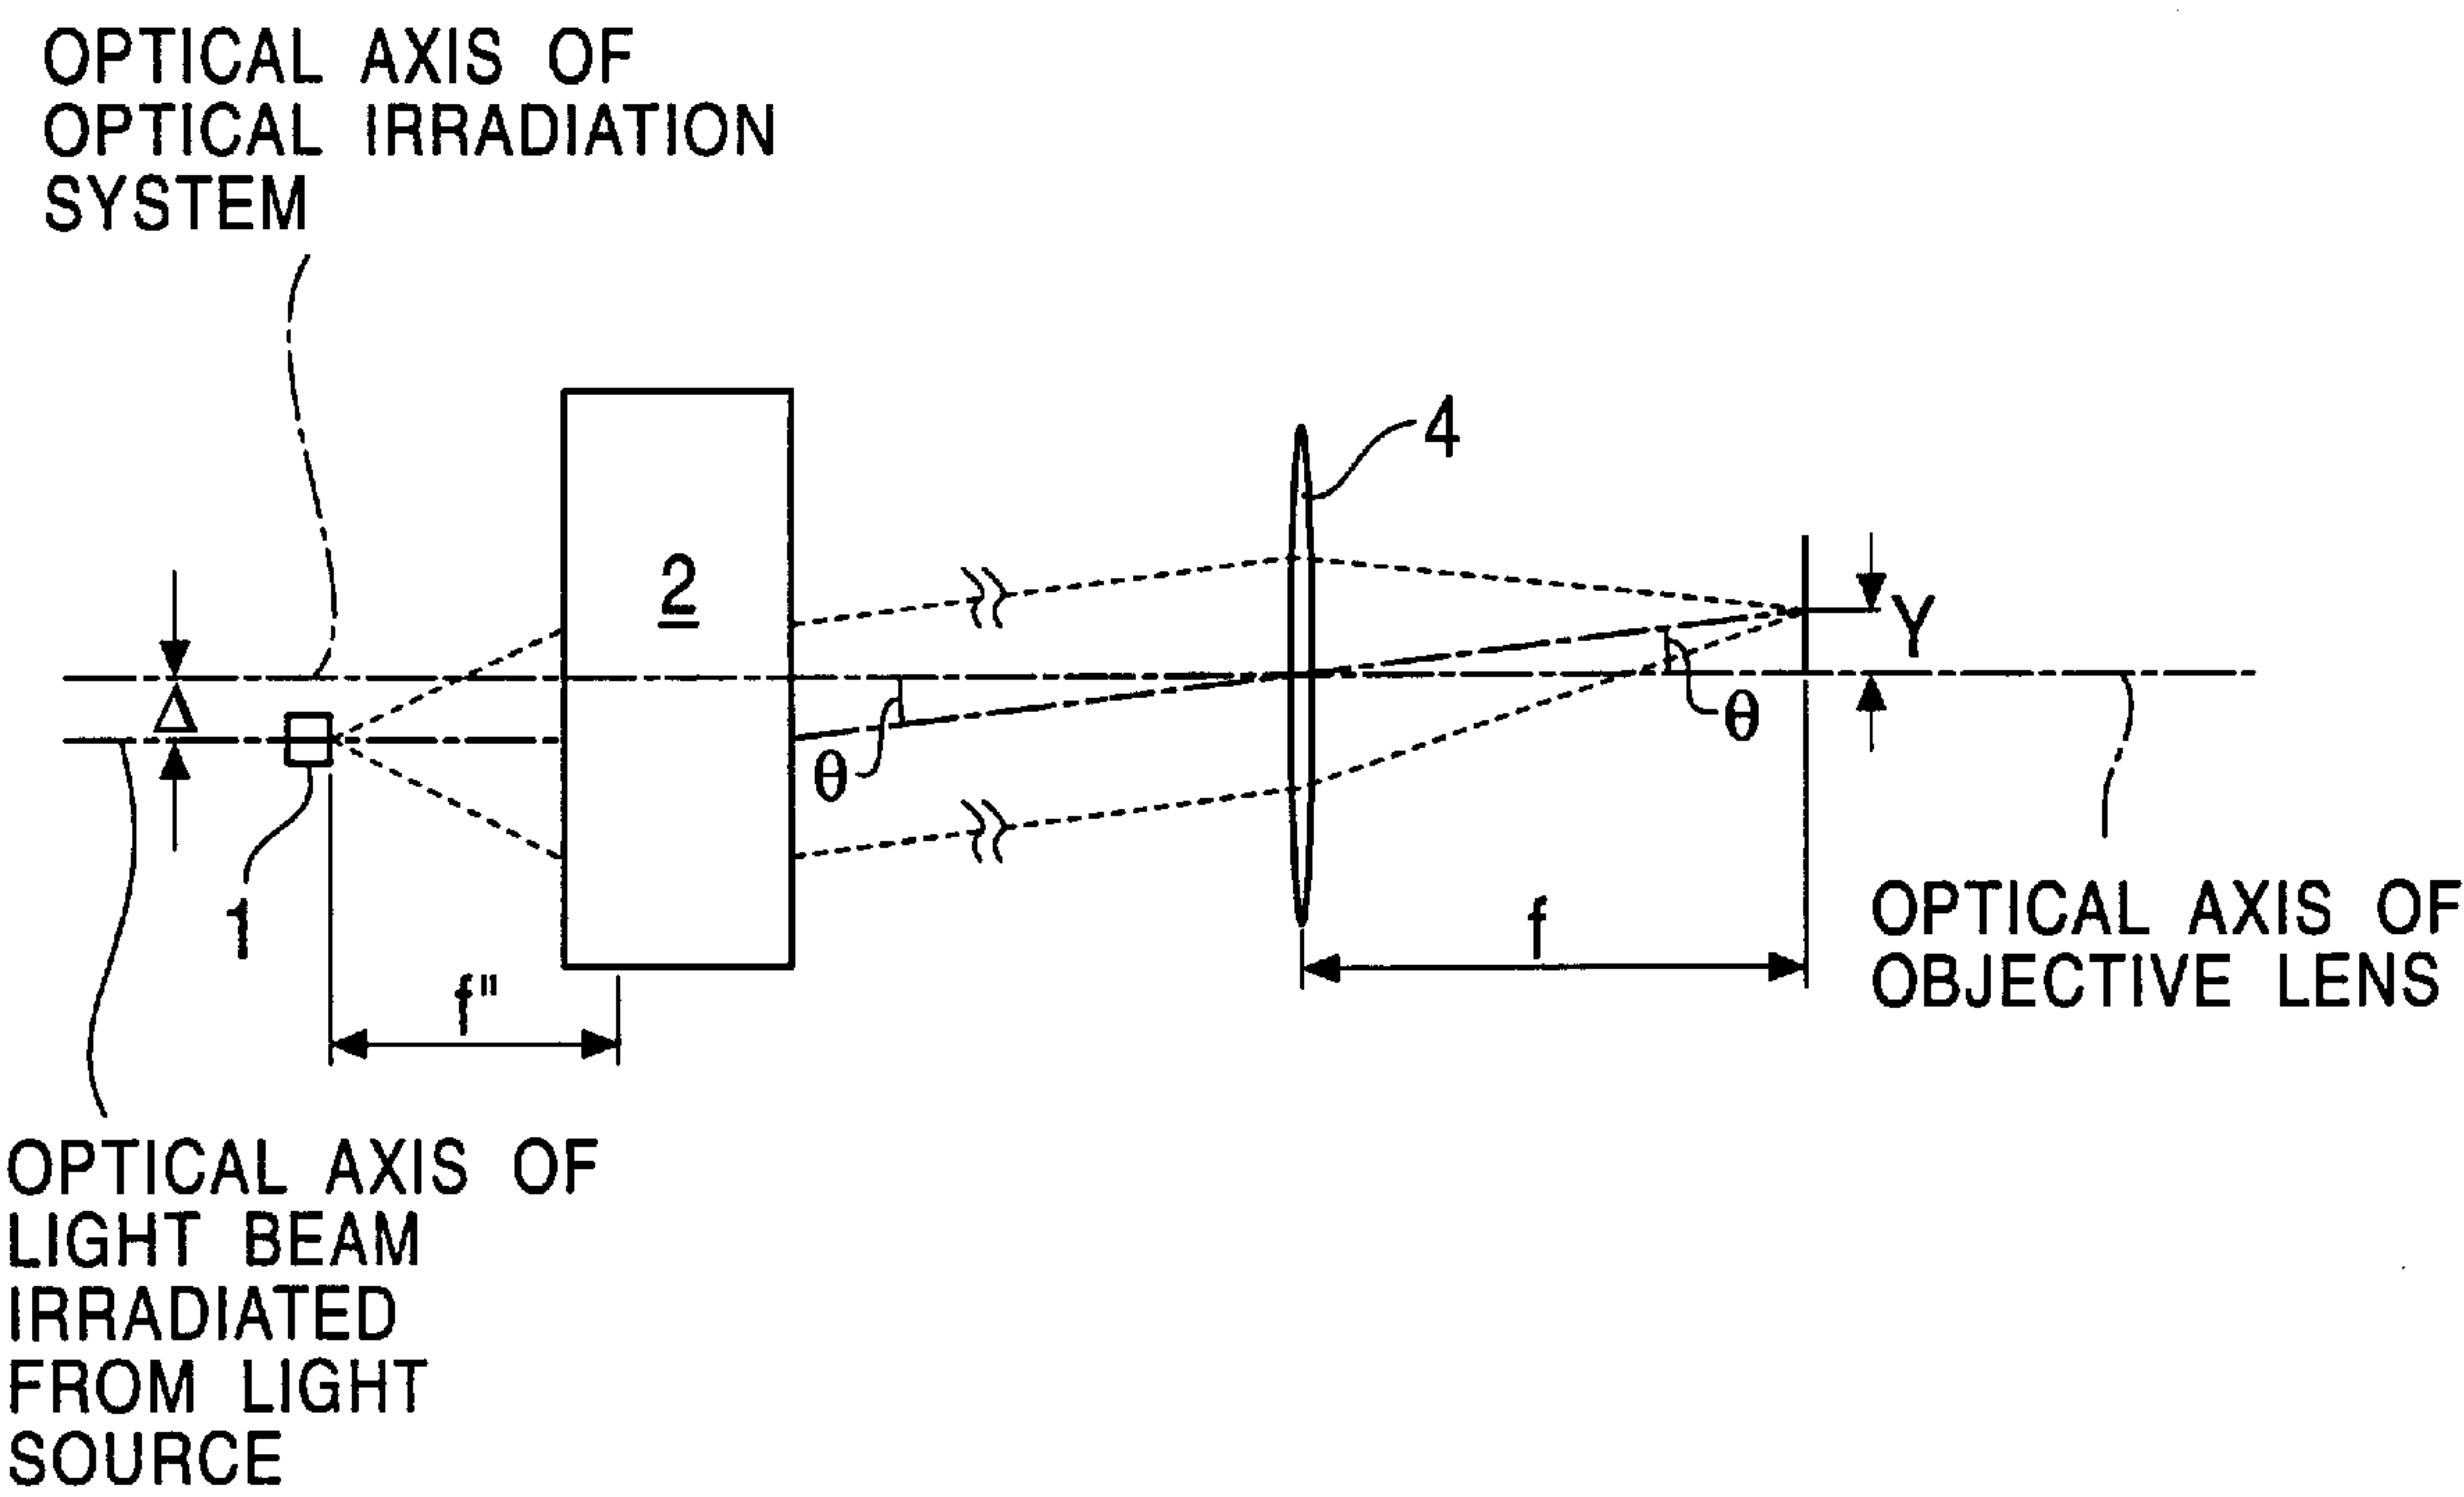 OPTICAL AXIS OF
OPTICAL IRRADIATION
SYSTEM
4
2
Y
Δ
θ
θ
1
f
f"
OPTICAL AXIS OF
OBJECTIVE LENS
OPTICAL AXIS OF
LIGHT BEAM
IRRADIATED
FROM LIGHT
SOURCE